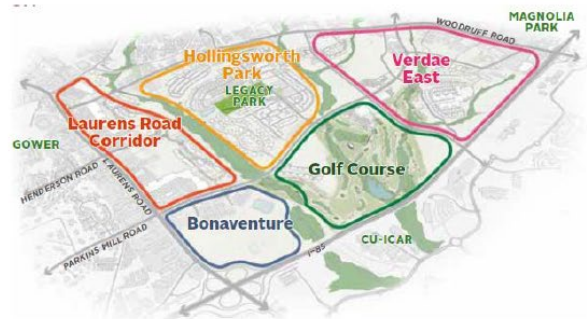 MAGNOLIA
PARK
WOODRUFF ROAD
Hollingsworth
Park
LEGACY
PARK
Verdae
East
Laurens Road
Corridor
GOWER
HENDERSON ROAD
LAURENS ROAD
PARKINS MILL ROAD
Golf Course
Bonaventure
I-85
CU-ICAR